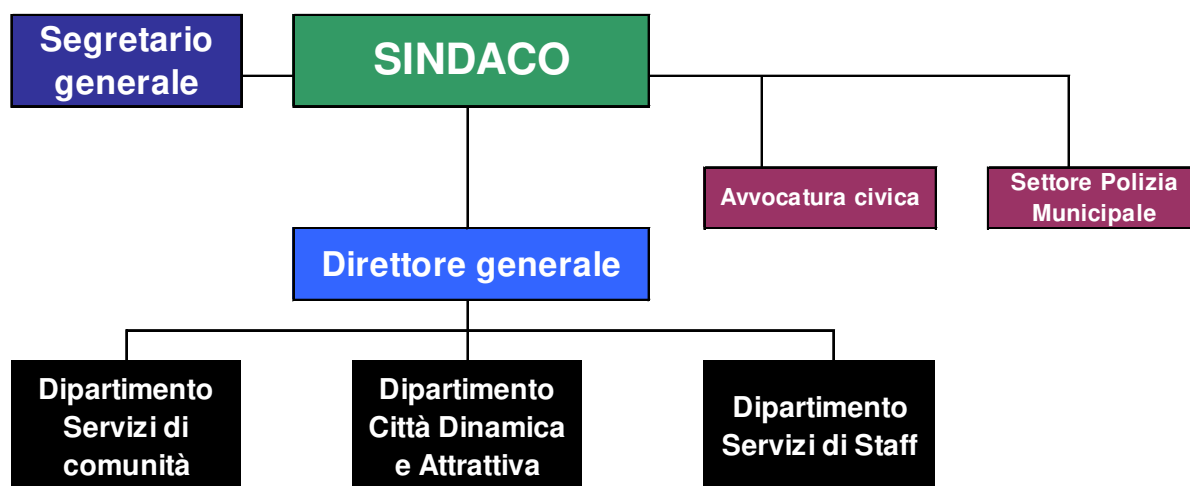 Segretario
generale
SINDACO
Avvocatura civica
Settore Polizia
Municipale
Direttore generale
Dipartimento
Servizi di
comunità
Dipartimento
Città Dinamica
e Attrattiva
Dipartimento
Servizi di Staff